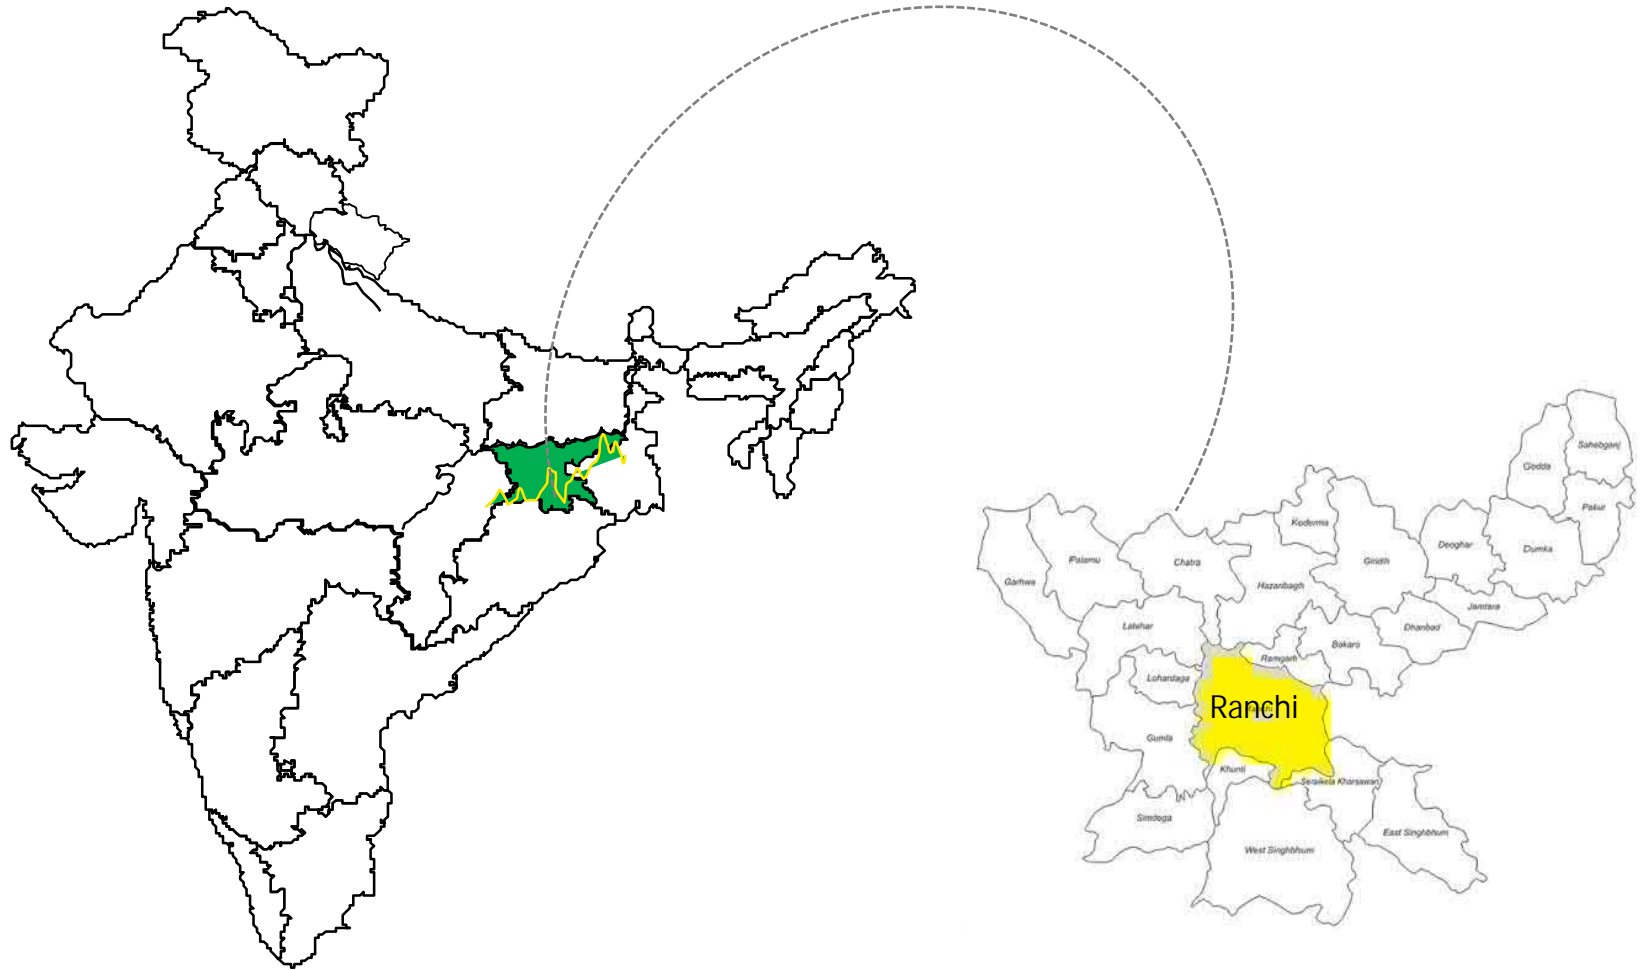 Sahebganj
Godda
Pakur
Koderma
Deoghar
Dumka
Palamu
Chatra
Giridih
Garhwa
Hazaribagh
Jamtara
Latehar
Dhanbad
Bokaro
Ramgarh
Lohardaga
Ranchi
Gumla
Khunti
Seraikela Kharsawan
Simdega
East Singhbhum
West Singhbhum